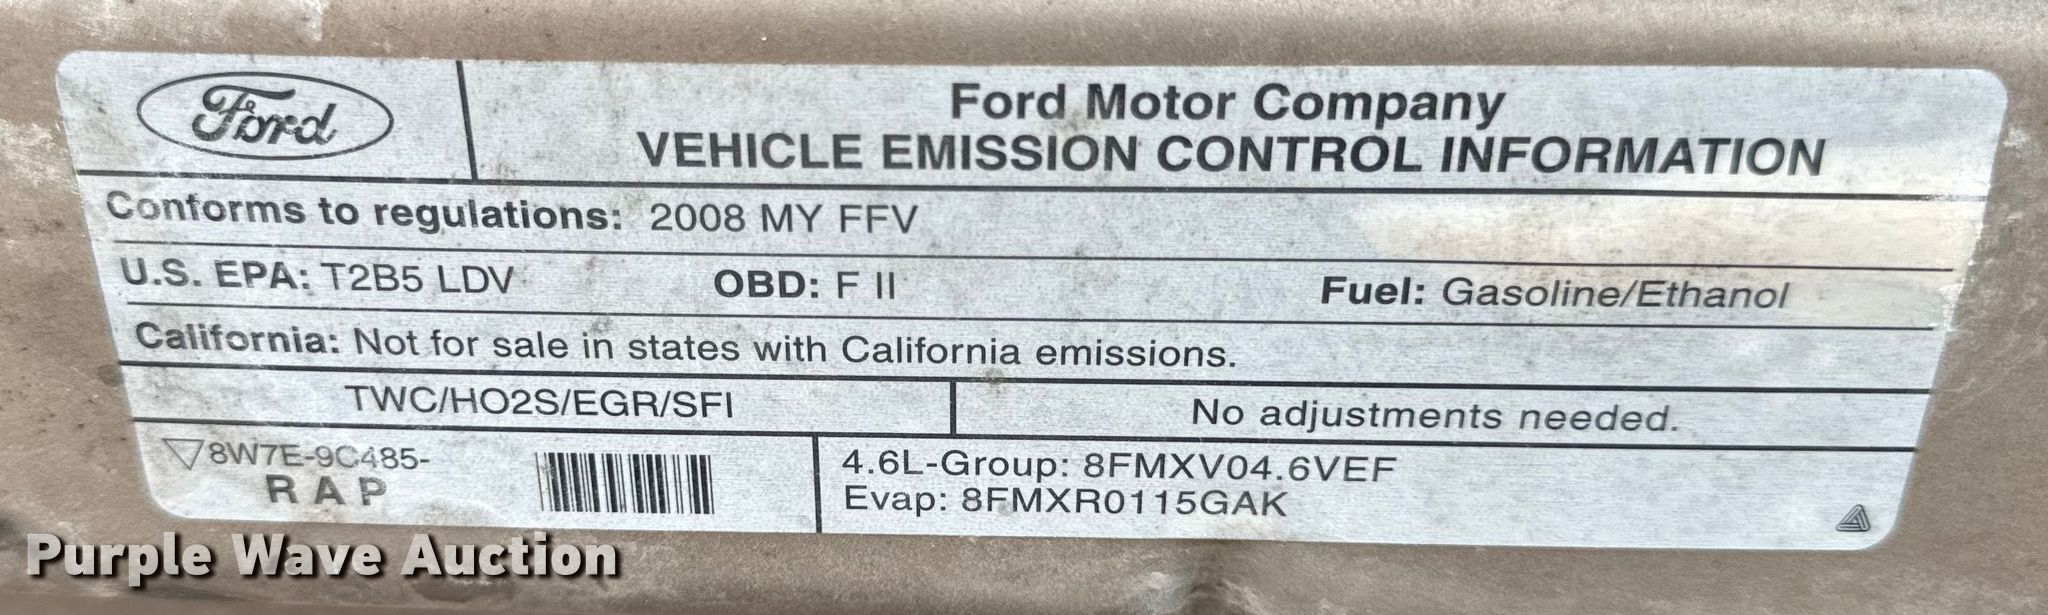 Ford
Ford Motor Company
VEHICLE EMISSION CONTROL INFORMATION
Conforms to regulations: 2008 MY FFV
U.S. EPA: T2B5 LDV OBD: F II Fuel: Gasoline/Ethanol
California: Not for sale in states with California emissions.
TWC/HO2S/EGR/SFI No adjustments needed.
8W7E-9C485-
R A P
4.6L-Group: 8FMXV04.6VEF
Evap: 8FMXR0115GAK
Purple Wave Auction